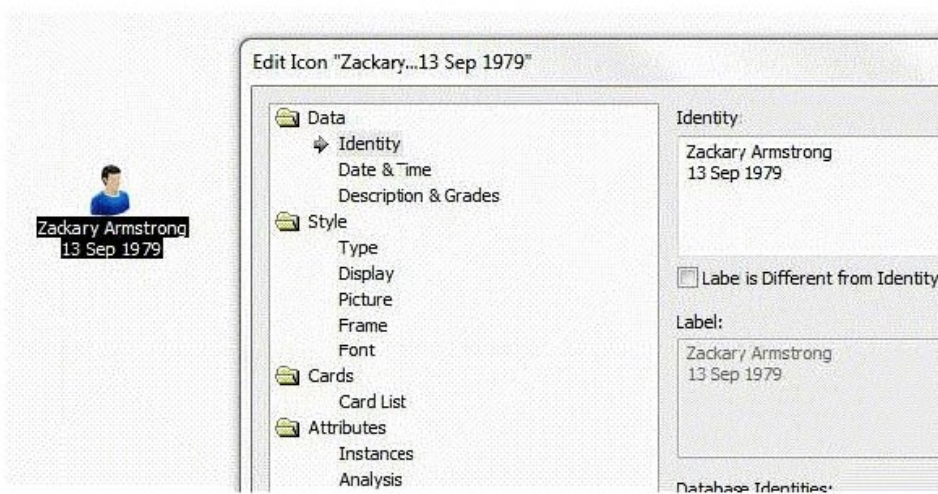 Edit Icon "Zackary...13 Sep 1979"
Zackary Armstrong
13 Sep 1979
Data
Identity
Date & Time
Description & Grades
Style
Type
Display
Picture
Frame
Font
Cards
Card List
Attributes
Instances
Analysis
Identity
Zackary Armstrong
13 Sep 1979
Labe is Different from Identity
Label:
Zackary Armstrong
13 Sep 1979
Database Identities: